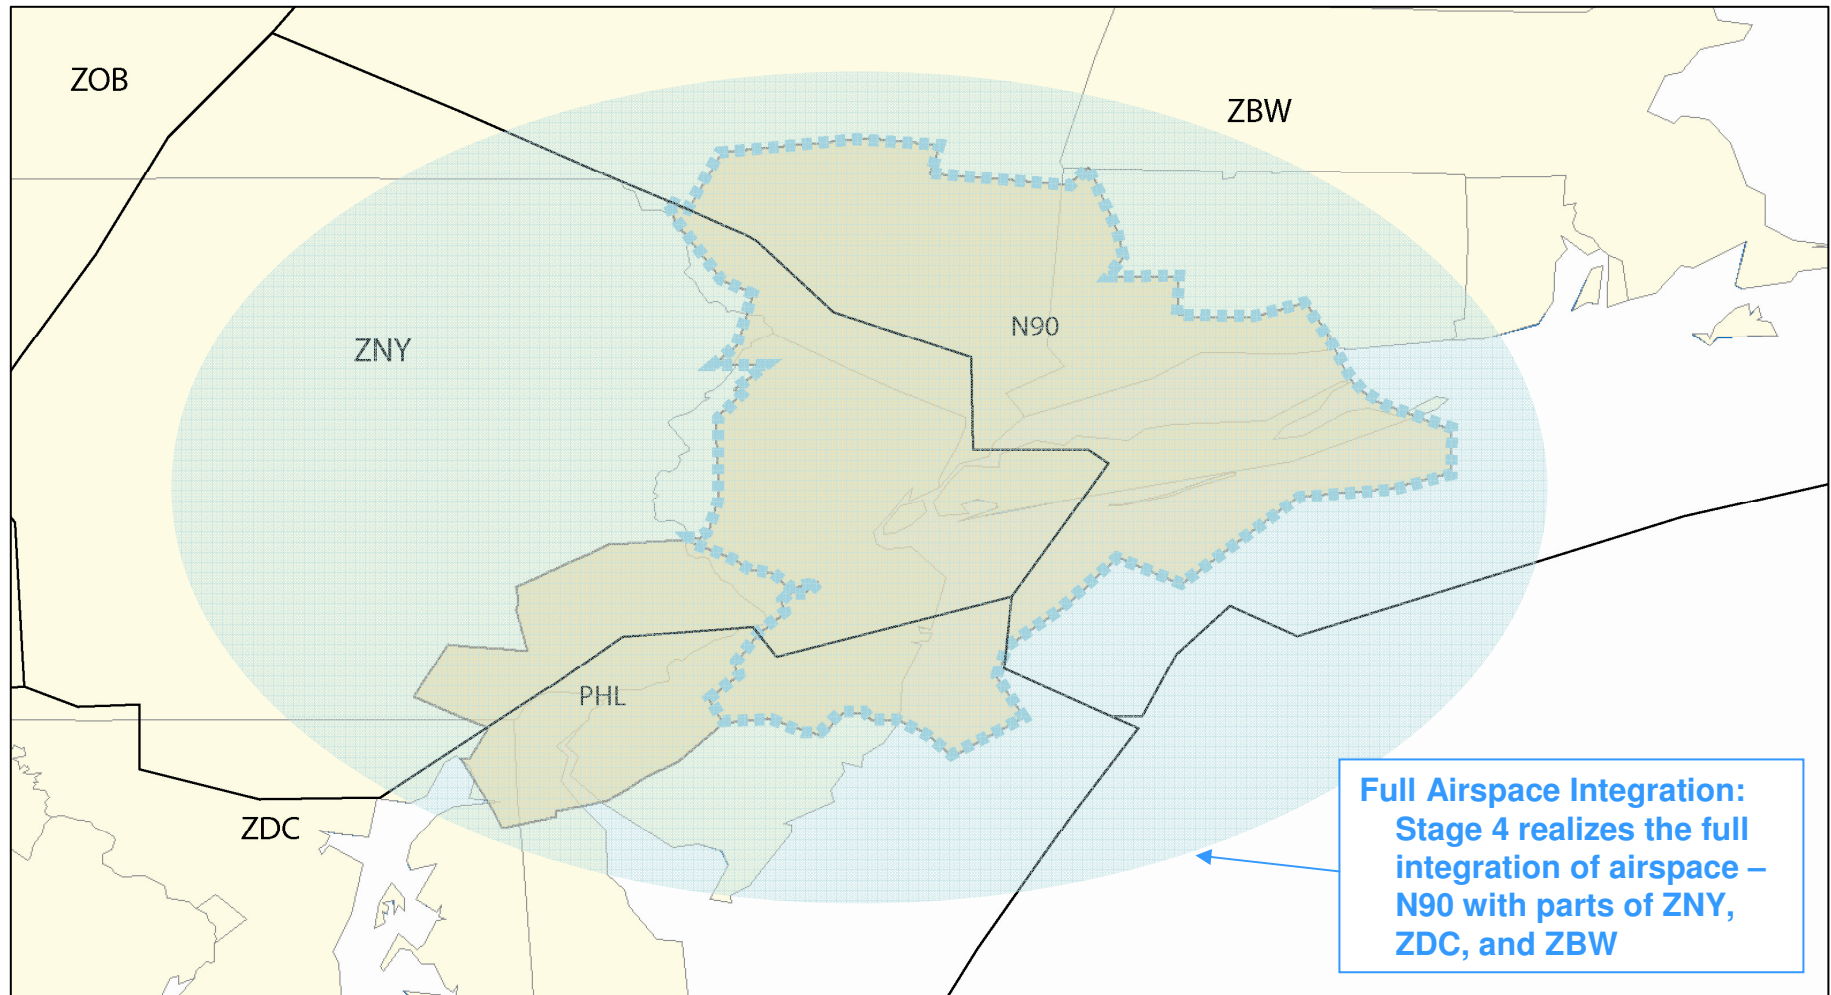 ZOB
ZBW
N90
ZNY
PHL
ZDC
Full Airspace Integration:
Stage 4 realizes the full
integration of airspace –
N90 with parts of ZNY,
ZDC, and ZBW